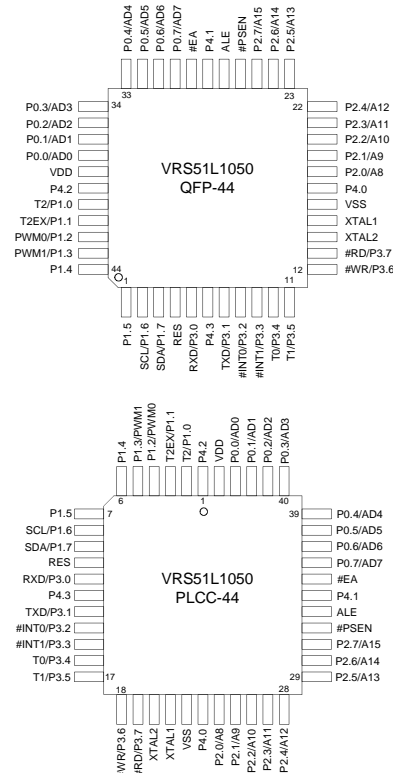 P0.4/AD4
P0.5/AD5
P0.6/AD6
P0.7/AD7
#EA
P4.1
ALE
#PSEN
P2.7/A15
P2.6/A14
P2.5/A13
33
23
P0.3/AD3
34
22
P2.4/A12
P0.2/AD2
P2.3/A11
P0.1/AD1
P2.2/A10
P0.0/AD0
P2.1/A9
VDD
P2.0/A8
P4.2
P4.0
T2/P1.0
VSS
T2EX/P1.1
XTAL1
PWM0/P1.2
XTAL2
PWM1/P1.3
#RD/P3.7
P1.4
44
12
#WR/P3.6
VRS51L1050
QFP-44
1
11
P1.5
SCL/P1.6
SDA/P1.7
RES
RXD/P3.0
P4.3
TXD/P3.1
#INT0/P3.2
#INT1/P3.3
T0/P3.4
T1/P3.5
P1.4
P1.3/PWM1
P1.2/PWM0
T2EX/P1.1
T2/P1.0
P4.2
VDD
P0.0/AD0
P0.1/AD1
P0.2/AD2
P0.3/AD3
6
1
40
P1.5
7
39
P0.4/AD4
SCL/P1.6
P0.5/AD5
SDA/P1.7
P0.6/AD6
RES
P0.7/AD7
RXD/P3.0
#EA
P4.3
P4.1
TXD/P3.1
ALE
#INT0/P3.2
#PSEN
#INT1/P3.3
P2.7/A15
T0/P3.4
P2.6/A14
T1/P3.5
17
29
P2.5/A13
VRS51L1050
PLCC-44
18
28
WR/P3.6
#RD/P3.7
XTAL2
XTAL1
VSS
P4.0
P2.0/A8
P2.1/A9
P2.2/A10
P2.3/A11
P2.4/A12